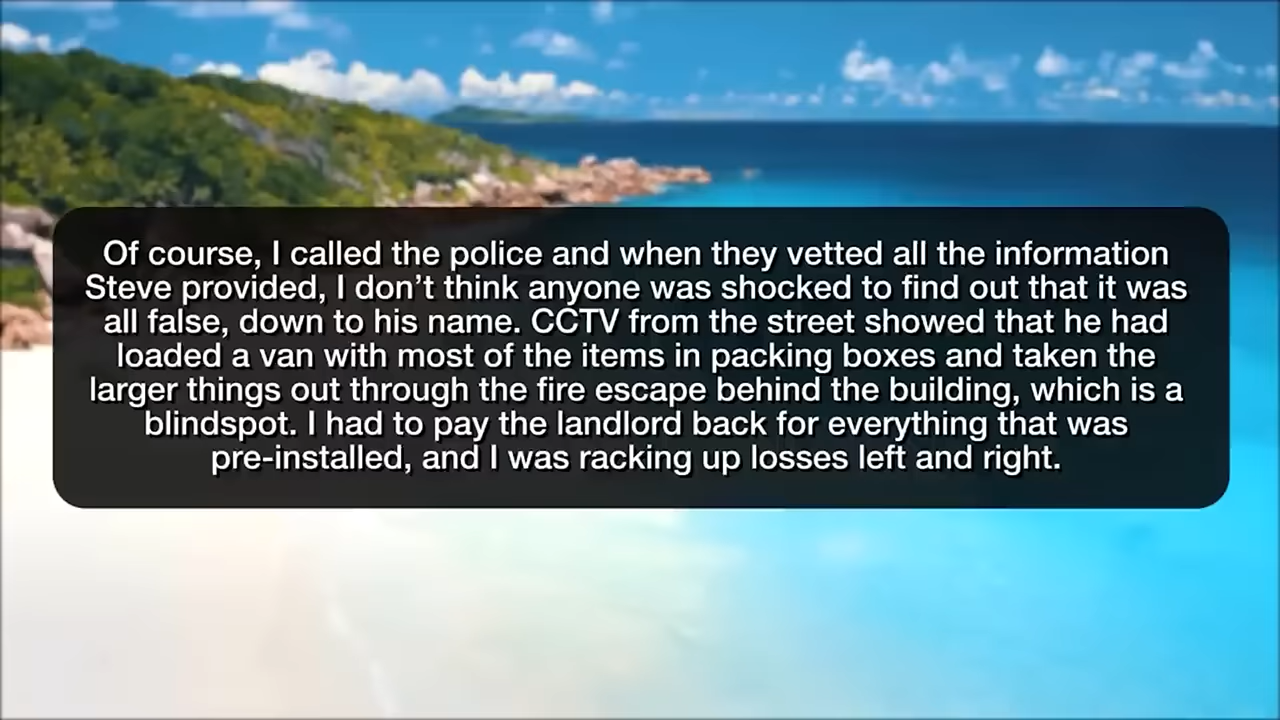 Of course, I called the police and when they vetted all the information
Steve provided, I don’t think anyone was shocked to find out that it was
all false, down to his name. CCTV from the street showed that he had
loaded a van with most of the items in packing boxes and taken the
larger things out through the fire escape behind the building, which is a
blindspot. I had to pay the landlord back for everything that was
pre-installed, and I was racking up losses left and right.